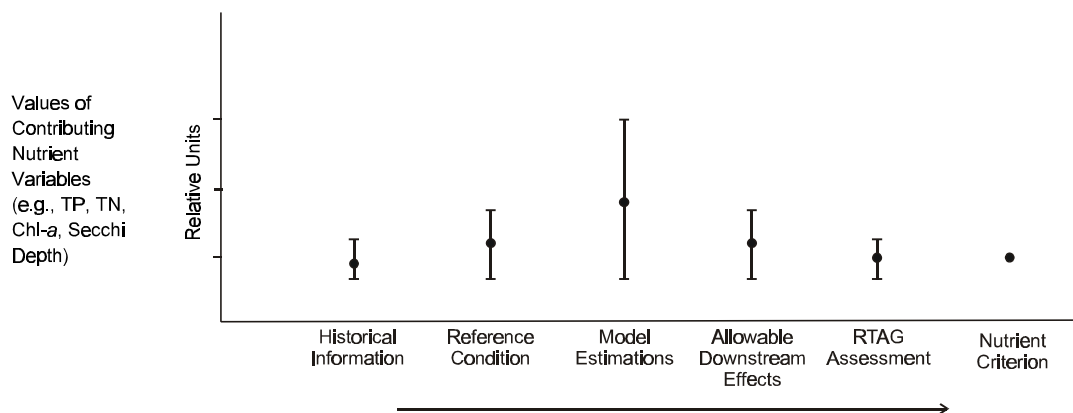 Values of
Contributing
Nutrient
Variables
(e.g., TP, TN,
Chl-a, Secchi
Depth)
Relative Units
Historical
Information
Reference
Condition
Model
Estimations
Allowable
Downstream
Effects
RTAG
Assessment
Nutrient
Criterion